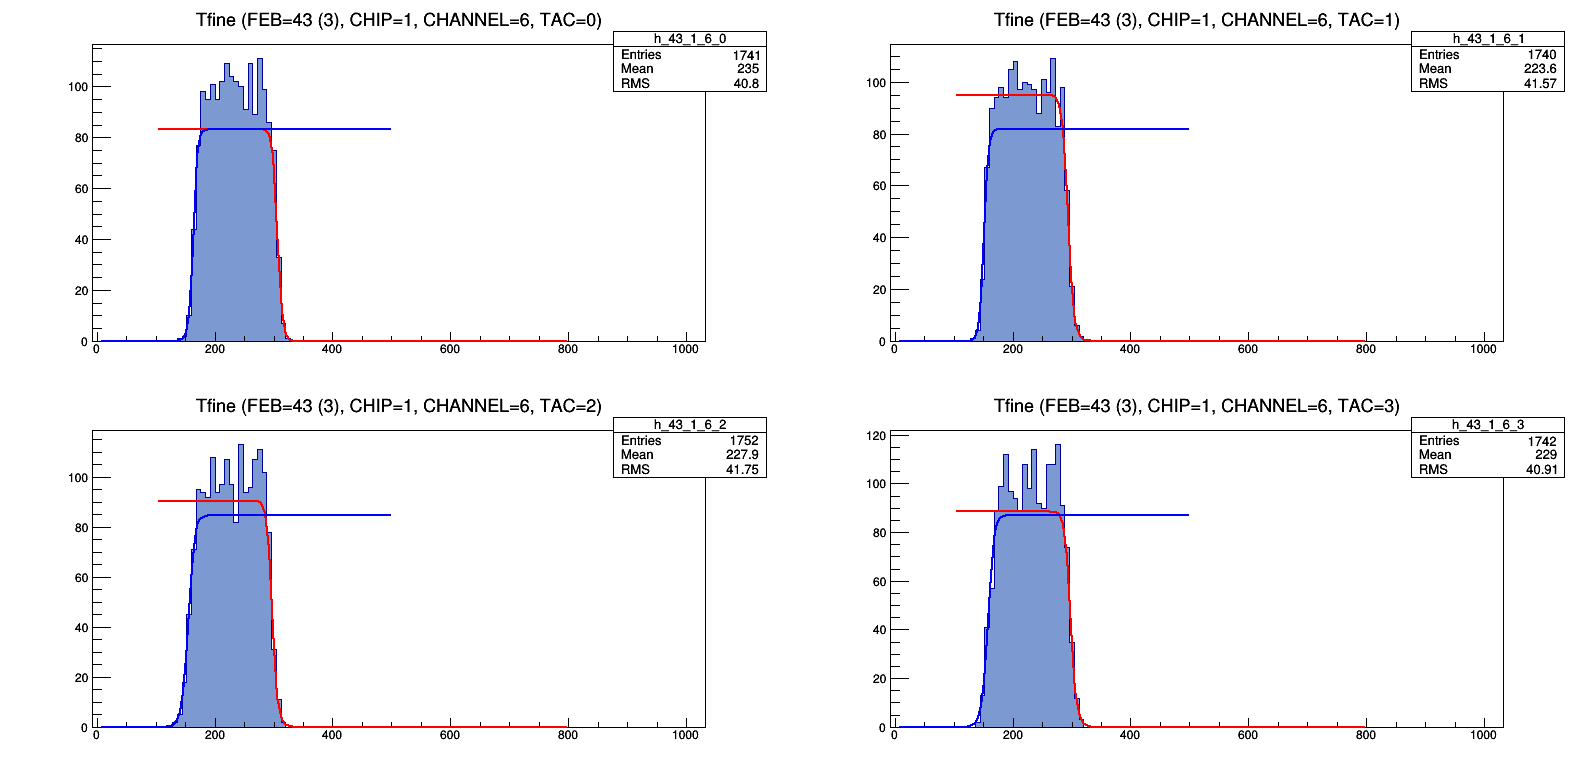 Tfine (FEB=43 (3), CHIP=1, CHANNEL=6, TAC=0)
h_43_1_6_0
Entries 1741
Mean 235
RMS 40.8
100
80
60
40
20
0
0 200 400 600 800 1000
Tfine (FEB=43 (3), CHIP=1, CHANNEL=6, TAC=1)
h_43_1_6_1
Entries 1740
Mean 223.6
RMS 41.57
100
80
60
40
20
0
0 200 400 600 800 1000
Tfine (FEB=43 (3), CHIP=1, CHANNEL=6, TAC=2)
h_43_1_6_2
Entries 1752
Mean 227.9
RMS 41.75
100
80
60
40
20
0
0 200 400 600 800 1000
Tfine (FEB=43 (3), CHIP=1, CHANNEL=6, TAC=3)
h_43_1_6_3
Entries 1742
Mean 229
RMS 40.91
120
100
80
60
40
20
0
0 200 400 600 800 1000